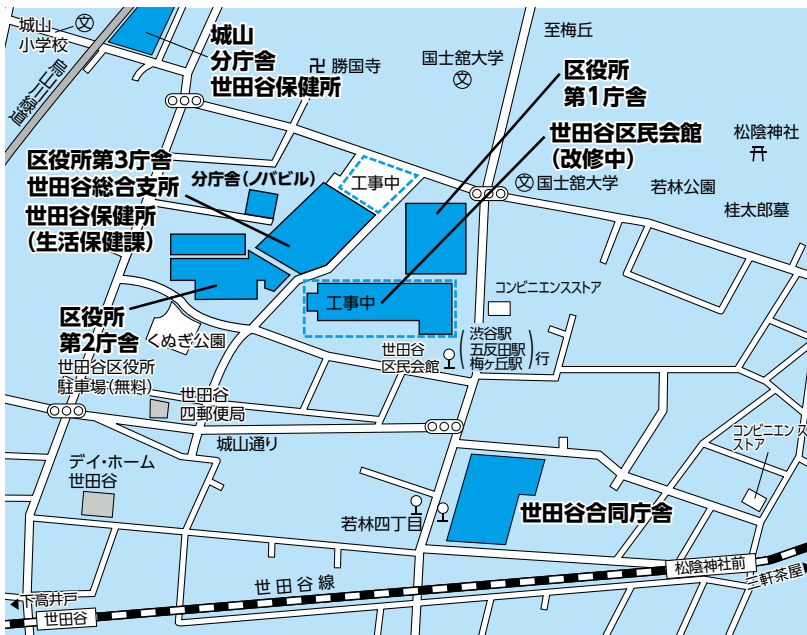 城山
小学校
文
烏山川緑道
城山
分庁舎
世田谷保健所
卍 勝国寺
国士舘大学
文
至梅丘
区役所
第1庁舎
世田谷区民会館
(改修中)
松陰神社
区役所第3庁舎
世田谷総合支所
世田谷保健所
(生活保健課)
分庁舎(ノバビル)
工事中
文 国士舘大学
若林公園
桂太郎墓
工事中
コンビニエンスストア
区役所
第2庁舎
くぬぎ公園
世田谷区役所
駐車場(無料)
世田谷
区民会館
渋谷駅
五反田駅
梅ヶ丘駅
行
世田谷
四郵便局
城山通り
コンビニエンス
ストア
デイ・ホーム
世田谷
若林四丁目
世田谷合同庁舎
世田谷線
松陰神社前
三軒茶屋
下高井戸
世田谷